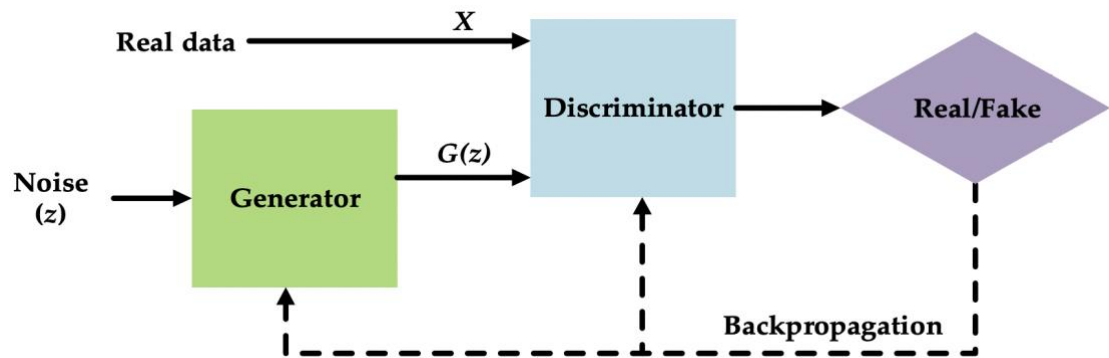 X
Real data
Discriminator
Real/Fake
G(z)
Noise
(z)
Generator
Backpropagation